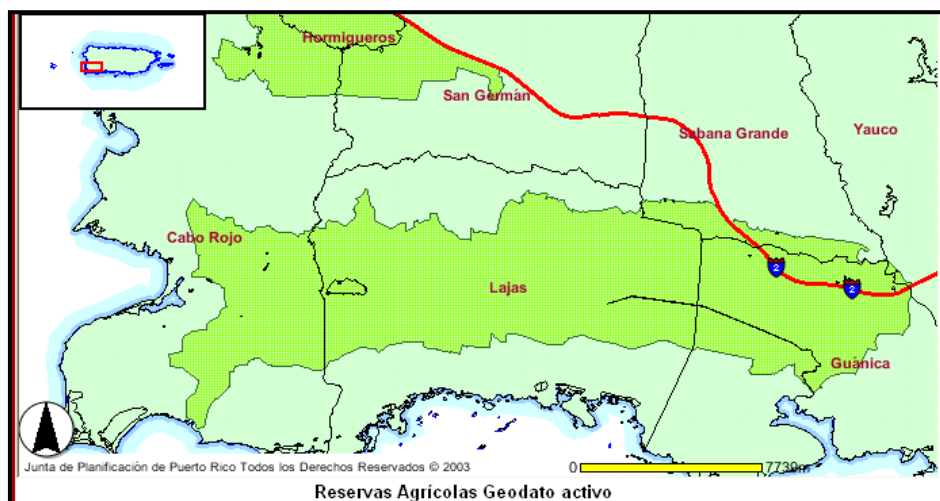 Hormigueros
San Germán
Sabana Grande
Yauco
Cabo Rojo
Lajas
2
2
Guánica
Junta de Planificación de Puerto Rico Todos los Derechos Reservados © 2003
0 7739m
Reservas Agrícolas Geodato activo